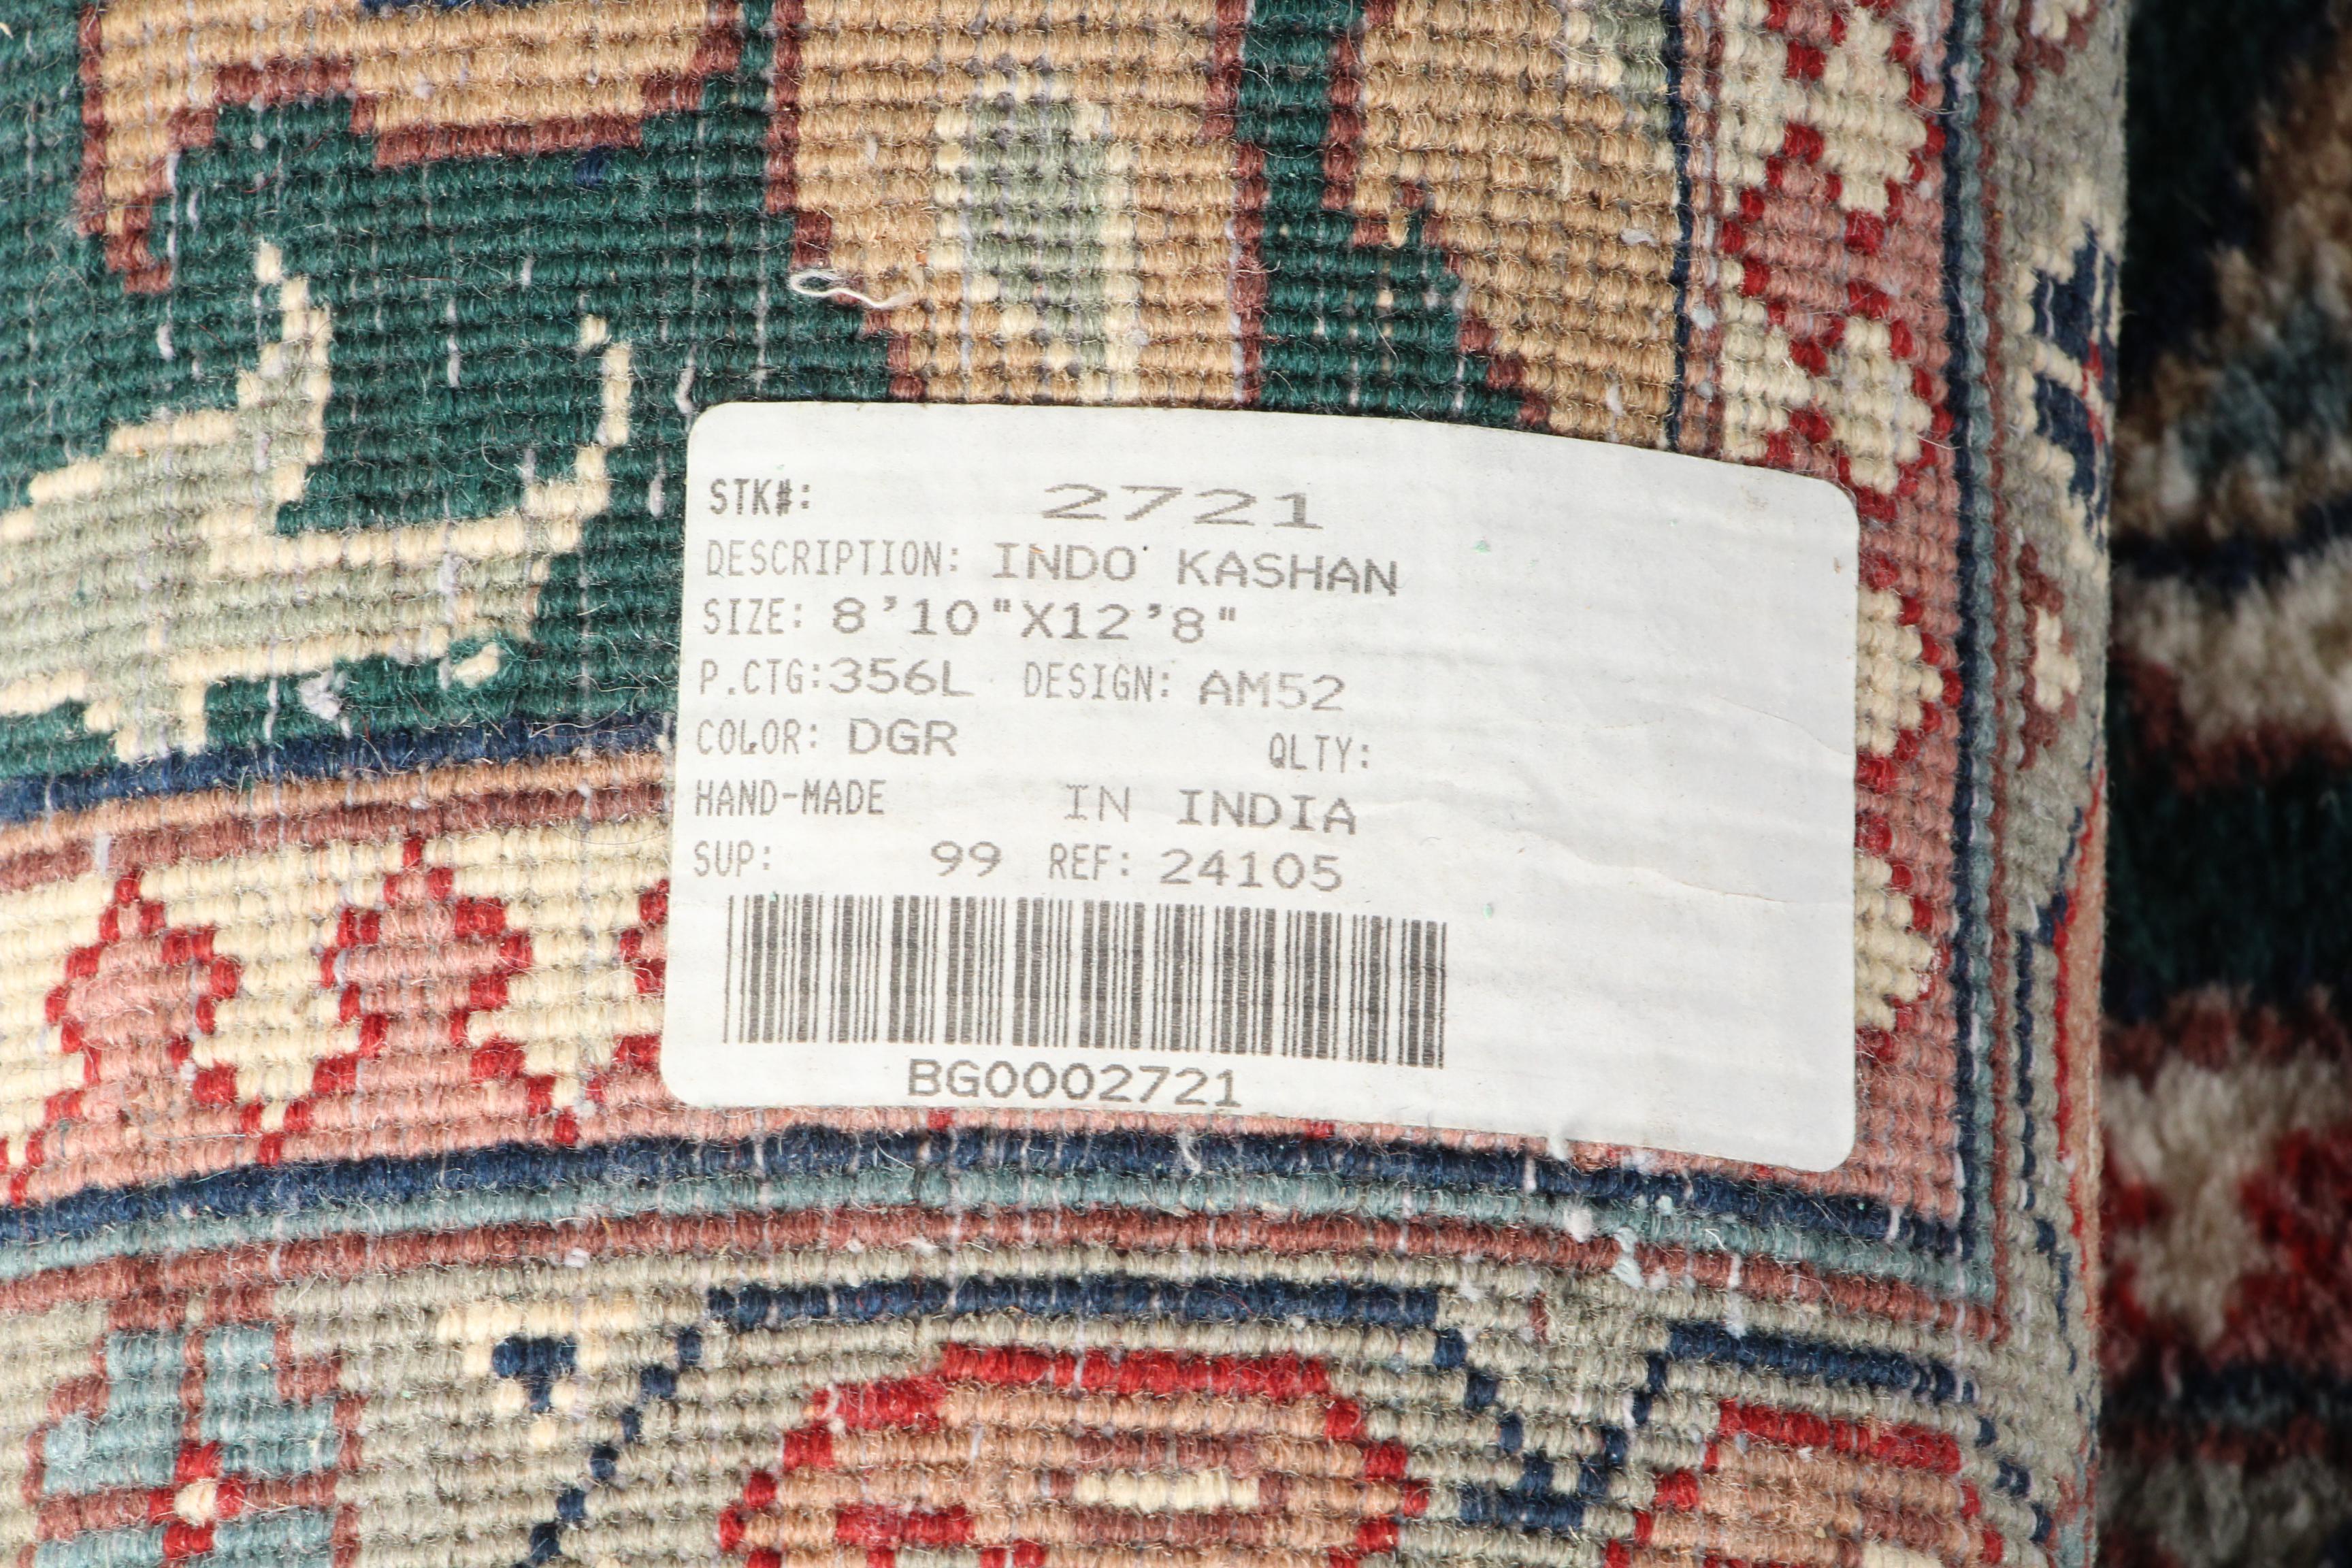 STK#: 2721
DESCRIPTION: INDO KASHAN
SIZE: 8'10"X12'8"
P.CTG:356L DESIGN: AM52
COLOR: DGR QLTY:
HAND-MADE IN INDIA
SUP: 99 REF: 24105
BG0002721